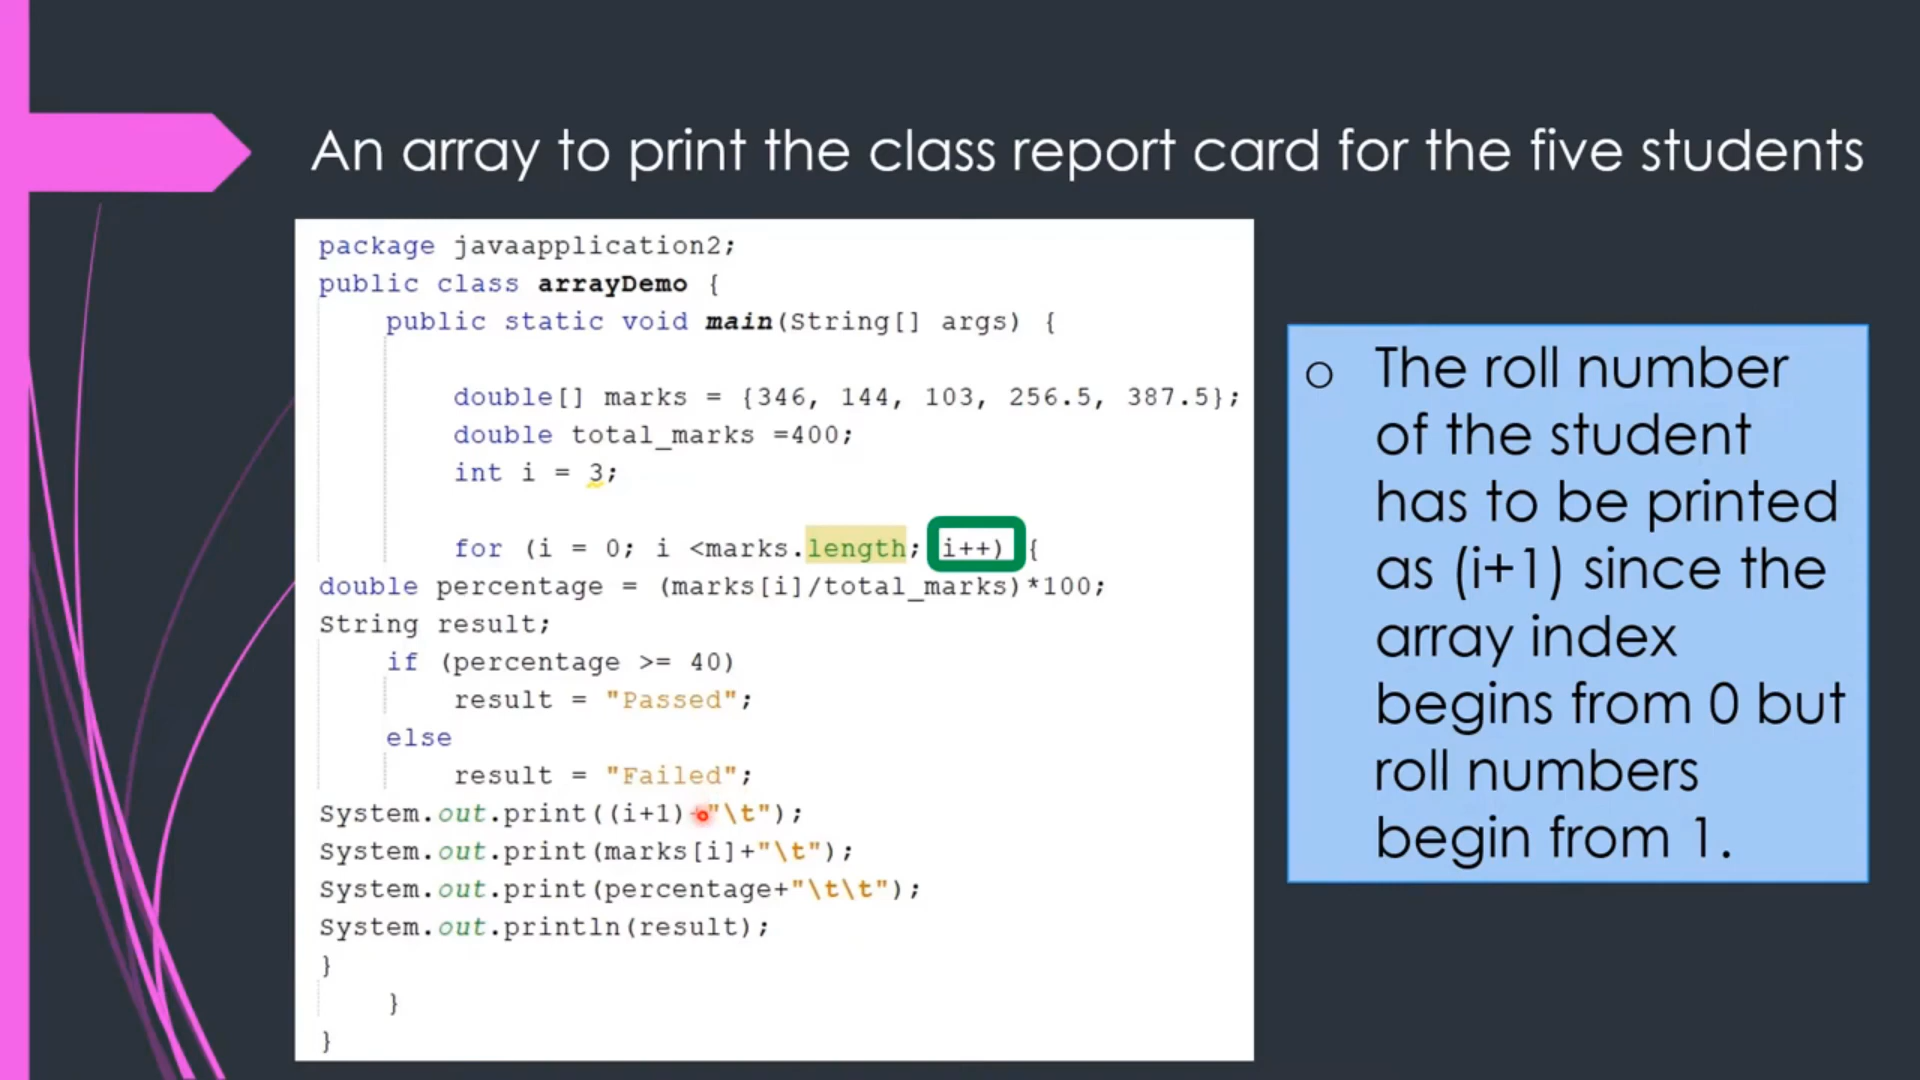 An array to print the class report card for the five students
package javaapplication2;
public class arrayDemo {
public static void main(String[] args) {
double[] marks = {346, 144, 103, 256.5, 387.5};
double total_marks =400;
int i = 3;
for (i = 0; i <marks.length; i++) {
double percentage = (marks[i]/total_marks)*100;
String result;
if (percentage >= 40)
result = "Passed";
else
result = "Failed";
System.out.print((i+1)+"\t");
System.out.print(marks[i]+"\t");
System.out.print(percentage+"\t\t");
System.out.println(result);
}
}
}
The roll number
of the student
has to be printed
as (i+1) since the
array index
begins from 0 but
roll numbers
begin from 1.